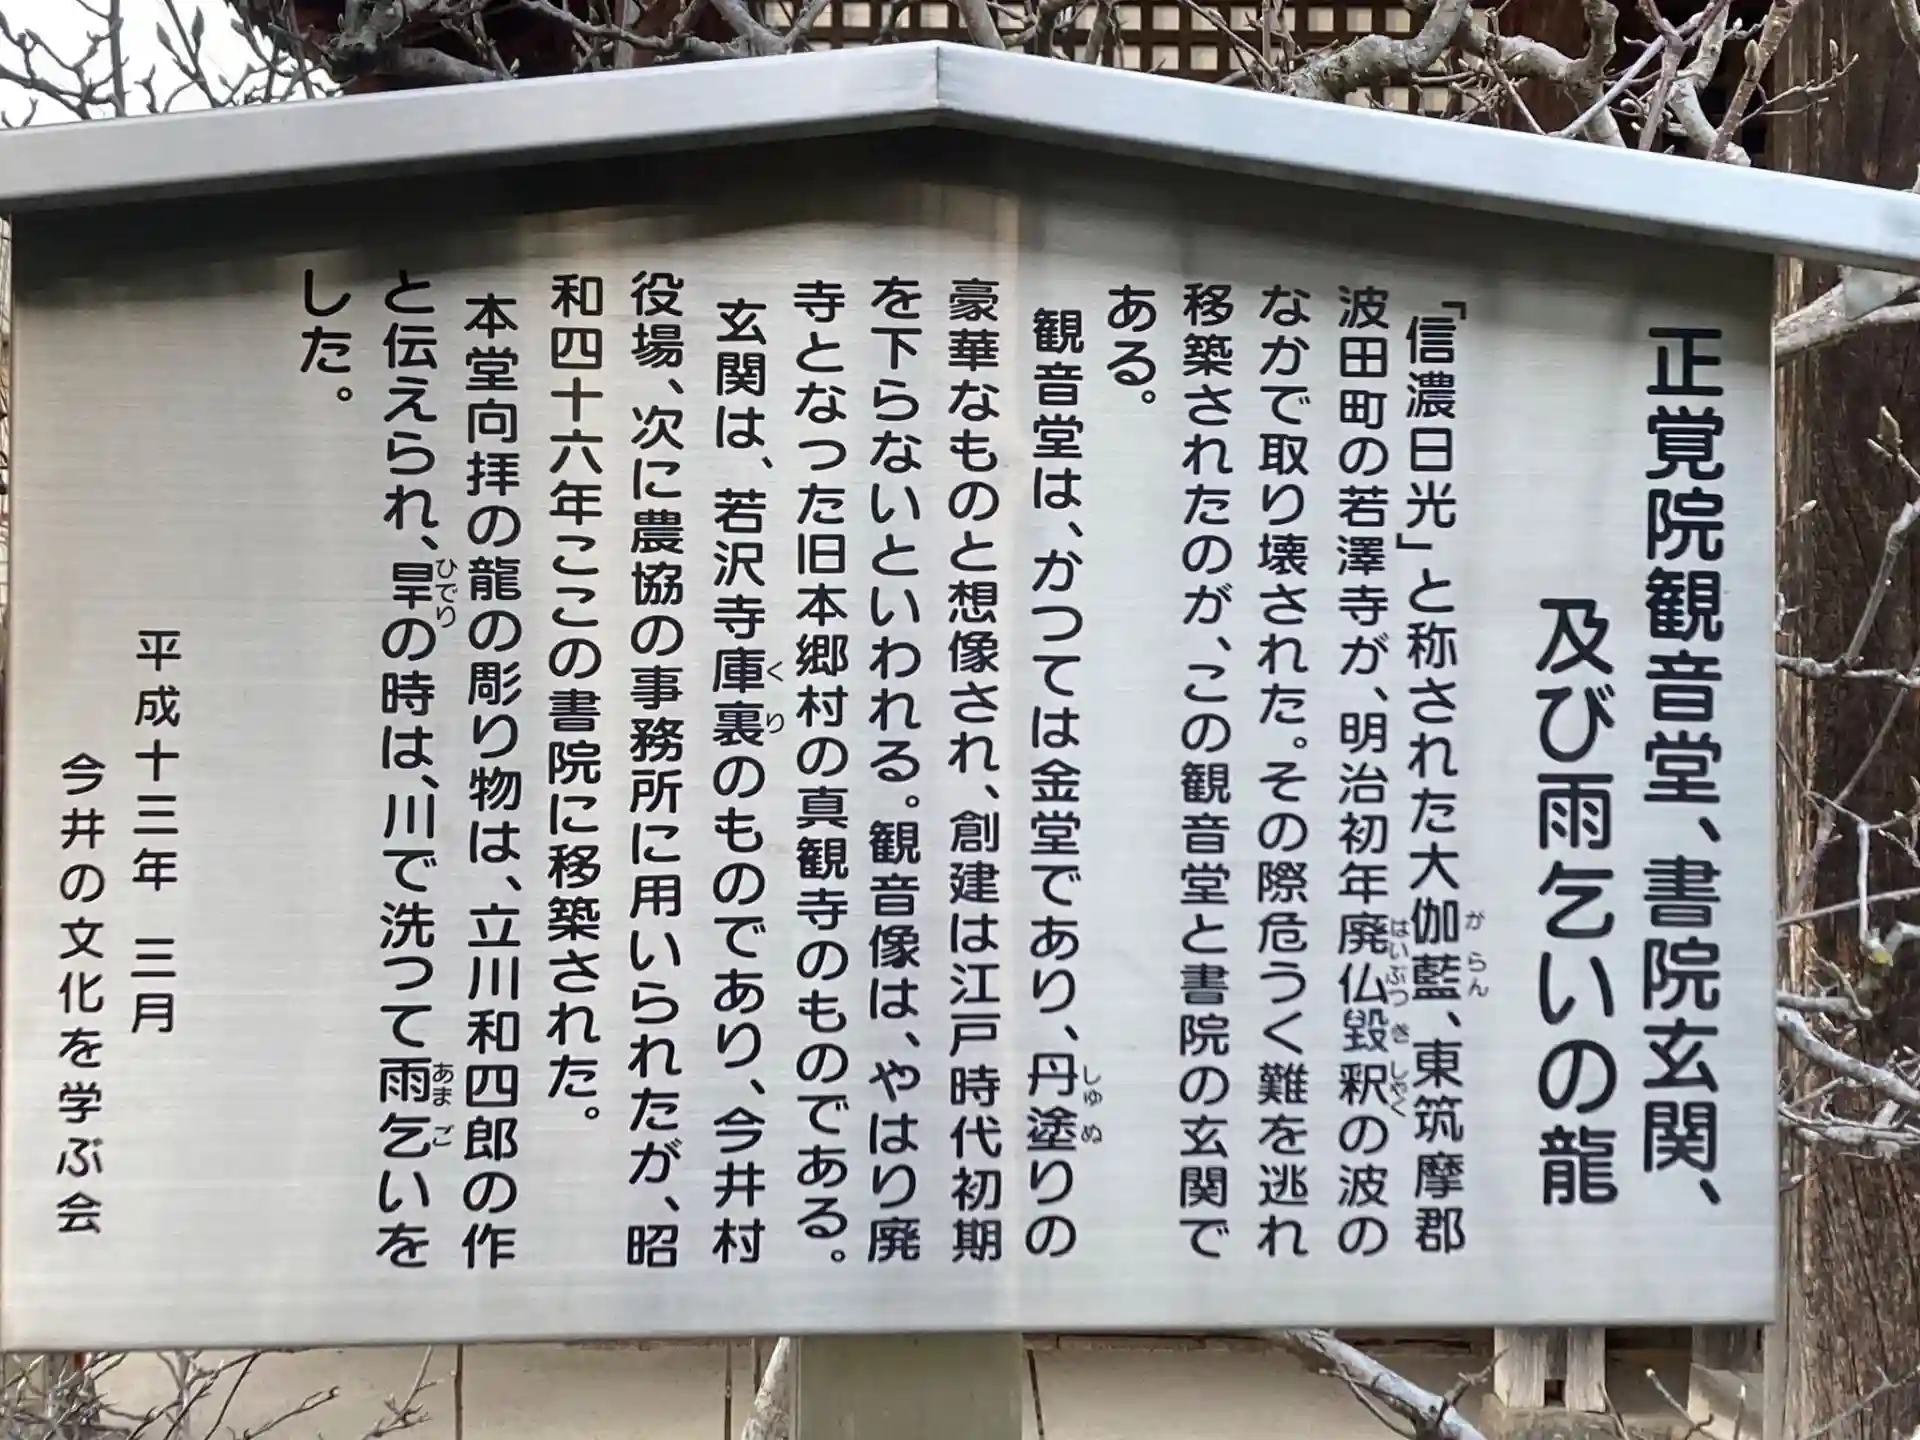 正覚院観音堂、書院玄関、
及び雨乞いの龍
「信濃日光」と称された大伽藍、東筑摩郡
波田町の若澤寺が、明治初年廃仏毀釈の波の
なかで取り壊された。その際危うく難を逃れ
移築されたのが、この観音堂と書院の玄関で
ある。
観音堂は、かつては金堂であり、丹塗りの
豪華なものと想像され、創建は江戸時代初期
を下らないといわれる。観音像は、やはり廃
寺となった旧本郷村の真観寺のものである。
玄関は、若沢寺庫裏のものであり、今井村
役場、次に農協の事務所に用いられたが、昭
和四十六年ここの書院に移築された。
本堂向拝の龍の彫り物は、立川和四郎の作
と伝えられ、旱の時は、川で洗って雨乞いを
した。
平成十三年 三月
今井の文化を学ぶ会